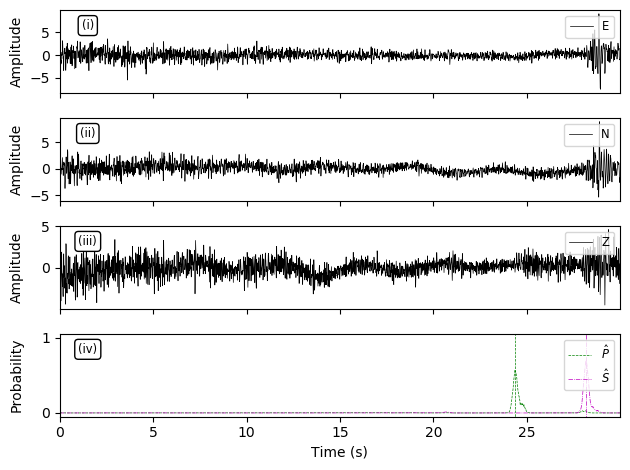 (i)
E
Amplitude
5
0
−5
(ii)
N
Amplitude
5
0
−5
(iii)
Z
Amplitude
5
0
(iv)
P̂
Ŝ
Probability
1
0
0 5 10 15 20 25
Time (s)